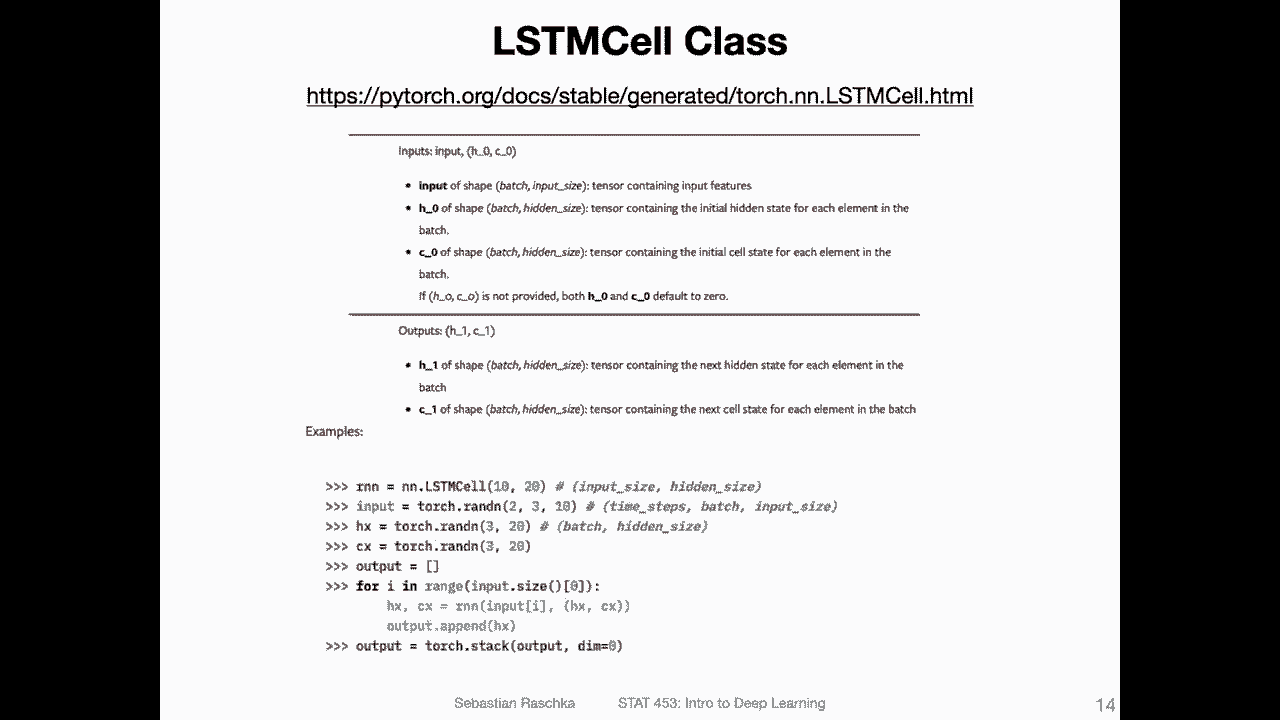 LSTMCell Class
https://pytorch.org/docs/stable/generated/torch.nn.LSTMCell.html
Inputs: input, (h_0, c_0)
• input of shape (batch, input_size): tensor containing input features
• h_0 of shape (batch, hidden_size): tensor containing the initial hidden state for each element in the
batch.
• c_0 of shape (batch, hidden_size): tensor containing the initial cell state for each element in the
batch.
If (h_0, c_0) is not provided, both h_0 and c_0 default to zero.
Outputs: (h_1, c_1)
• h_1 of shape (batch, hidden_size): tensor containing the next hidden state for each element in the
batch
• c_1 of shape (batch, hidden_size): tensor containing the next cell state for each element in the batch
Examples:
>>> rnn = nn.LSTMCell(10, 20) # (input_size, hidden_size)
>>> input = torch.randn(2, 3, 10) # (time_steps, batch, input_size)
>>> hx = torch.randn(3, 20) # (batch, hidden_size)
>>> cx = torch.randn(3, 20)
>>> output = []
>>> for i in range(input.size()[0]):
hx, cx = rnn(input[i], (hx, cx))
output.append(hx)
>>> output = torch.stack(output, dim=0)
Sebastian Raschka STAT 453: Intro to Deep Learning 14